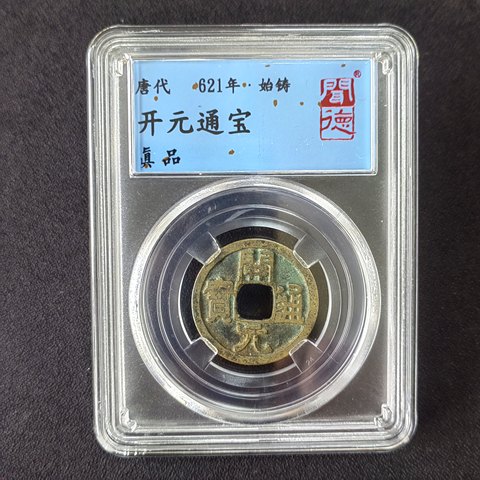 唐代 621年·始铸
开元通宝
真品
聞德
開元通寶